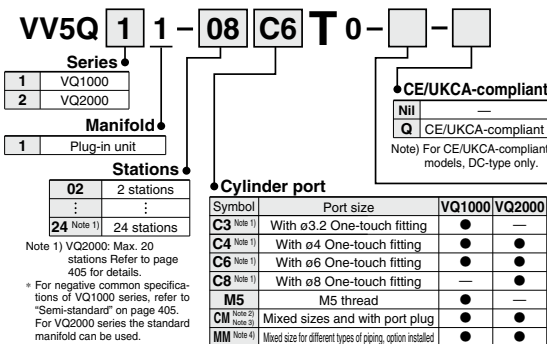 VV5Q 1 1 – 08 C6 T 0 – –
Series
1 VQ1000
2 VQ2000
Manifold
1 Plug-in unit
Stations
02 2 stations
⋮ ⋮
24 Note 1) 24 stations
Note 1) VQ2000: Max. 20
stations Refer to page
405 for details.
* For negative common specifica-
tions of VQ1000 series, refer to
"Semi-standard" on page 405.
For VQ2000 series the standard
manifold can be used.
CE/UKCA-compliant
Nil —
Q CE/UKCA-compliant
Note) For CE/UKCA-compliant
models, DC-type only.
Cylinder port
Symbol Port size VQ1000 VQ2000
C3 Note 1) With ø3.2 One-touch fitting ● —
C4 Note 1) With ø4 One-touch fitting ● ●
C6 Note 1) With ø6 One-touch fitting ● ●
C8 Note 1) With ø8 One-touch fitting — ●
M5 M5 thread ● —
CM Note 2) Note 3) Mixed sizes and with port plug ● ●
MM Note 4) Mixed size for different types of piping, option installed ● ●